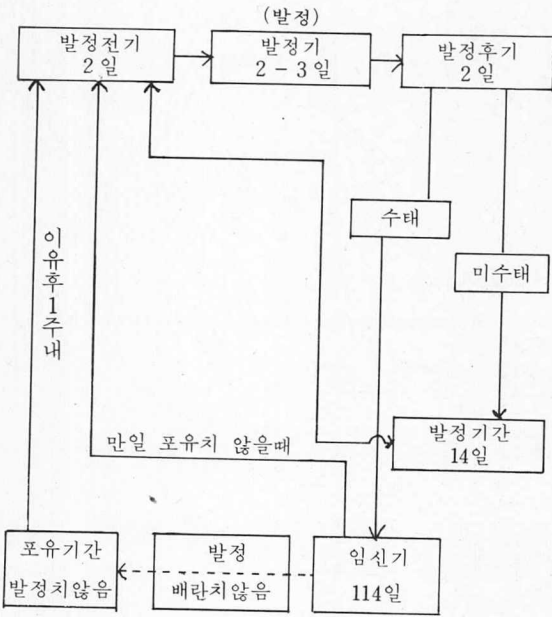 (발정)
발정전기
2일
발정기
2-3일
발정후기
2일
수태
미수태
이유후1주내
만일 포유치 않을때
발정기간
14일
포유기간
발정치않음
발정
배란치않음
임신기
114일